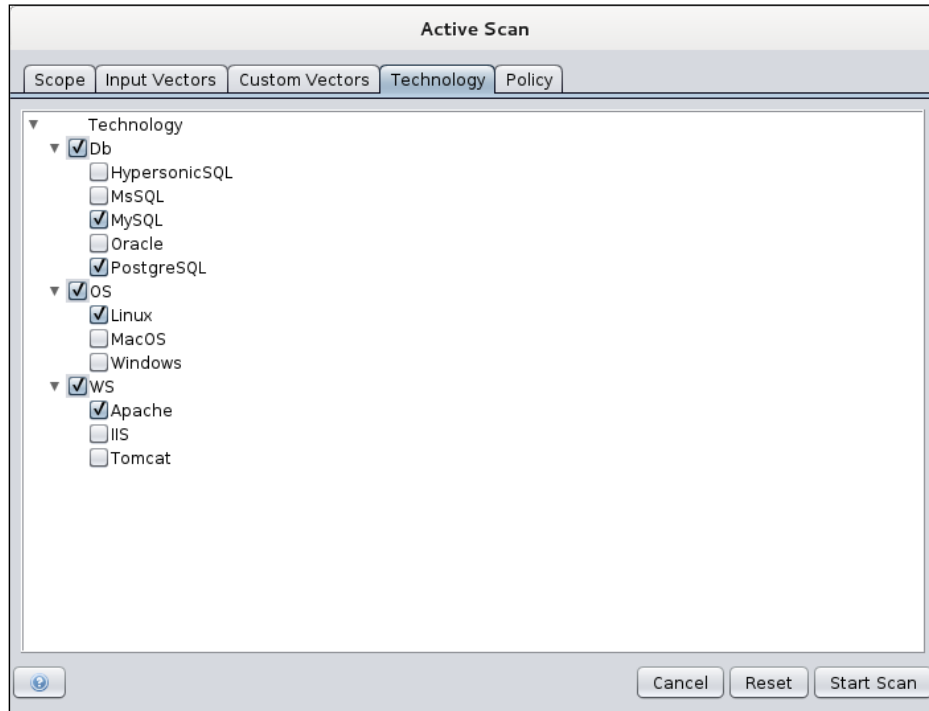 Active Scan
Scope Input Vectors Custom Vectors Technology Policy
Technology
Db
HypersonicSQL
MsSQL
MySQL
Oracle
PostgreSQL
OS
Linux
MacOS
Windows
WS
Apache
IIS
Tomcat
? Cancel Reset Start Scan